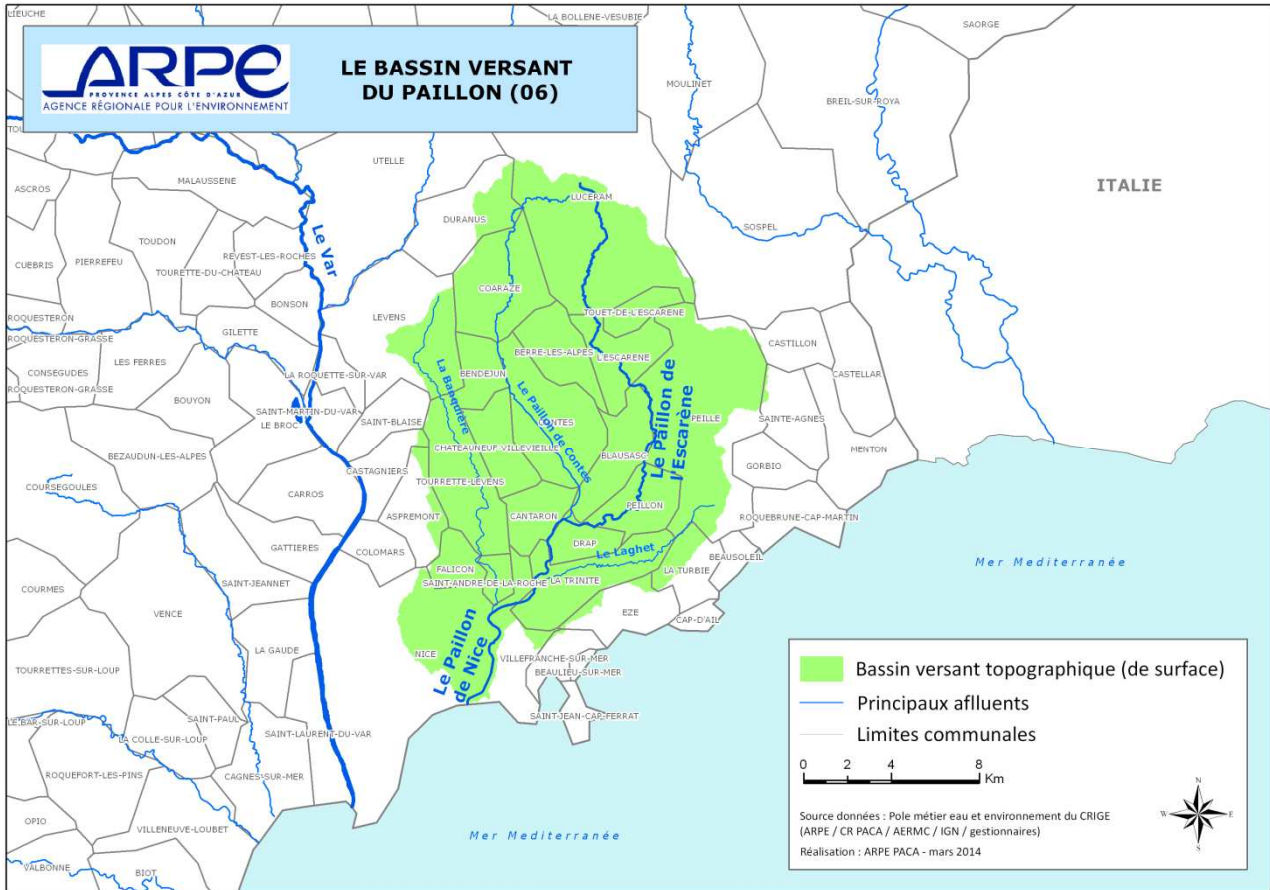 LIEUCHE
LA BOLLENE-VESUBIE
SAORGE
ARPE
PROVENCE ALPES CÔTE D'AZUR
AGENCE RÉGIONALE POUR L'ENVIRONNEMENT
LE BASSIN VERSANT
DU PAILLON (06)
MOULINET
BREIL-SUR-ROYA
UTELLE
ITALIE
ASCROS
MALAUSSENE
LUCERAM
DURANUS
SOSPEL
TOUDON
Le Var
CUEBRIS
PIERREFEU
REVEST-LES-ROCHES
TOURETTE-DU-CHATEAU
COARAZE
BONSON
TOUET-DE-L'ESCARENE
ROQUESTERON
LEVENS
GILETTE
ROQUESTERON-GRASSE
CASTILLON
LES FERRES
BERRE-LES-ALPES
L'ESCARENE
CONSEGUDES
LA ROQUETTE-SUR-VAR
BENDEJUN
CASTELLAR
ROQUESTERON-GRASSE
BOUYON
La Banquière
Le Paillon de Contes
Le Paillon de
l'Escarène
SAINT-MARTIN-DU-VAR
LE BROC
SAINT-BLAISE
CONTES
PEILLE
SAINTE-AGNES
MENTON
BEZAUDUN-LES-ALPES
CHATEAUNEUF-VILLEVIEILLE
BLAUSASC
GORBIO
COURSEGOULES
CASTAGNIERS
TOURRETTE-LEVENS
CARROS
PEILLON
ASPREMONT
CANTARON
ROQUEBRUNE-CAP-MARTIN
GATTIERES
COLOMARS
DRAP
Le Laghet
BEAUSOLEIL
FALICON
LA TURBIE
Mer Mediterranée
COURMES
SAINT-JEANNET
SAINT-ANDRE-DE-LA-ROCHE
LA TRINITE
VENCE
EZE
CAP-D'AIL
Le Paillon
de Nice
LA GAUDE
NICE
VILLEFRANCHE-SUR-MER
TOURRETTES-SUR-LOUP
BEAULIEU-SUR-MER
SAINT-JEAN-CAP-FERRAT
LE BAR-SUR-LOUP
SAINT-PAUL
LA COLLE-SUR-LOUP
SAINT-LAURENT-DU-VAR
ROQUEFORT-LES-PINS
CAGNES-SUR-MER
OPIO
VILLENEUVE-LOUBET
Mer Mediterranée
VALBONNE
BIOT
Bassin versant topographique (de surface)
Principaux aflluents
Limites communales
0 2 4 8
Km
Source données : Pole métier eau et environnement du CRIGE
(ARPE / CR PACA / AERMC / IGN / gestionnaires)
Réalisation : ARPE PACA - mars 2014
N
W E
S